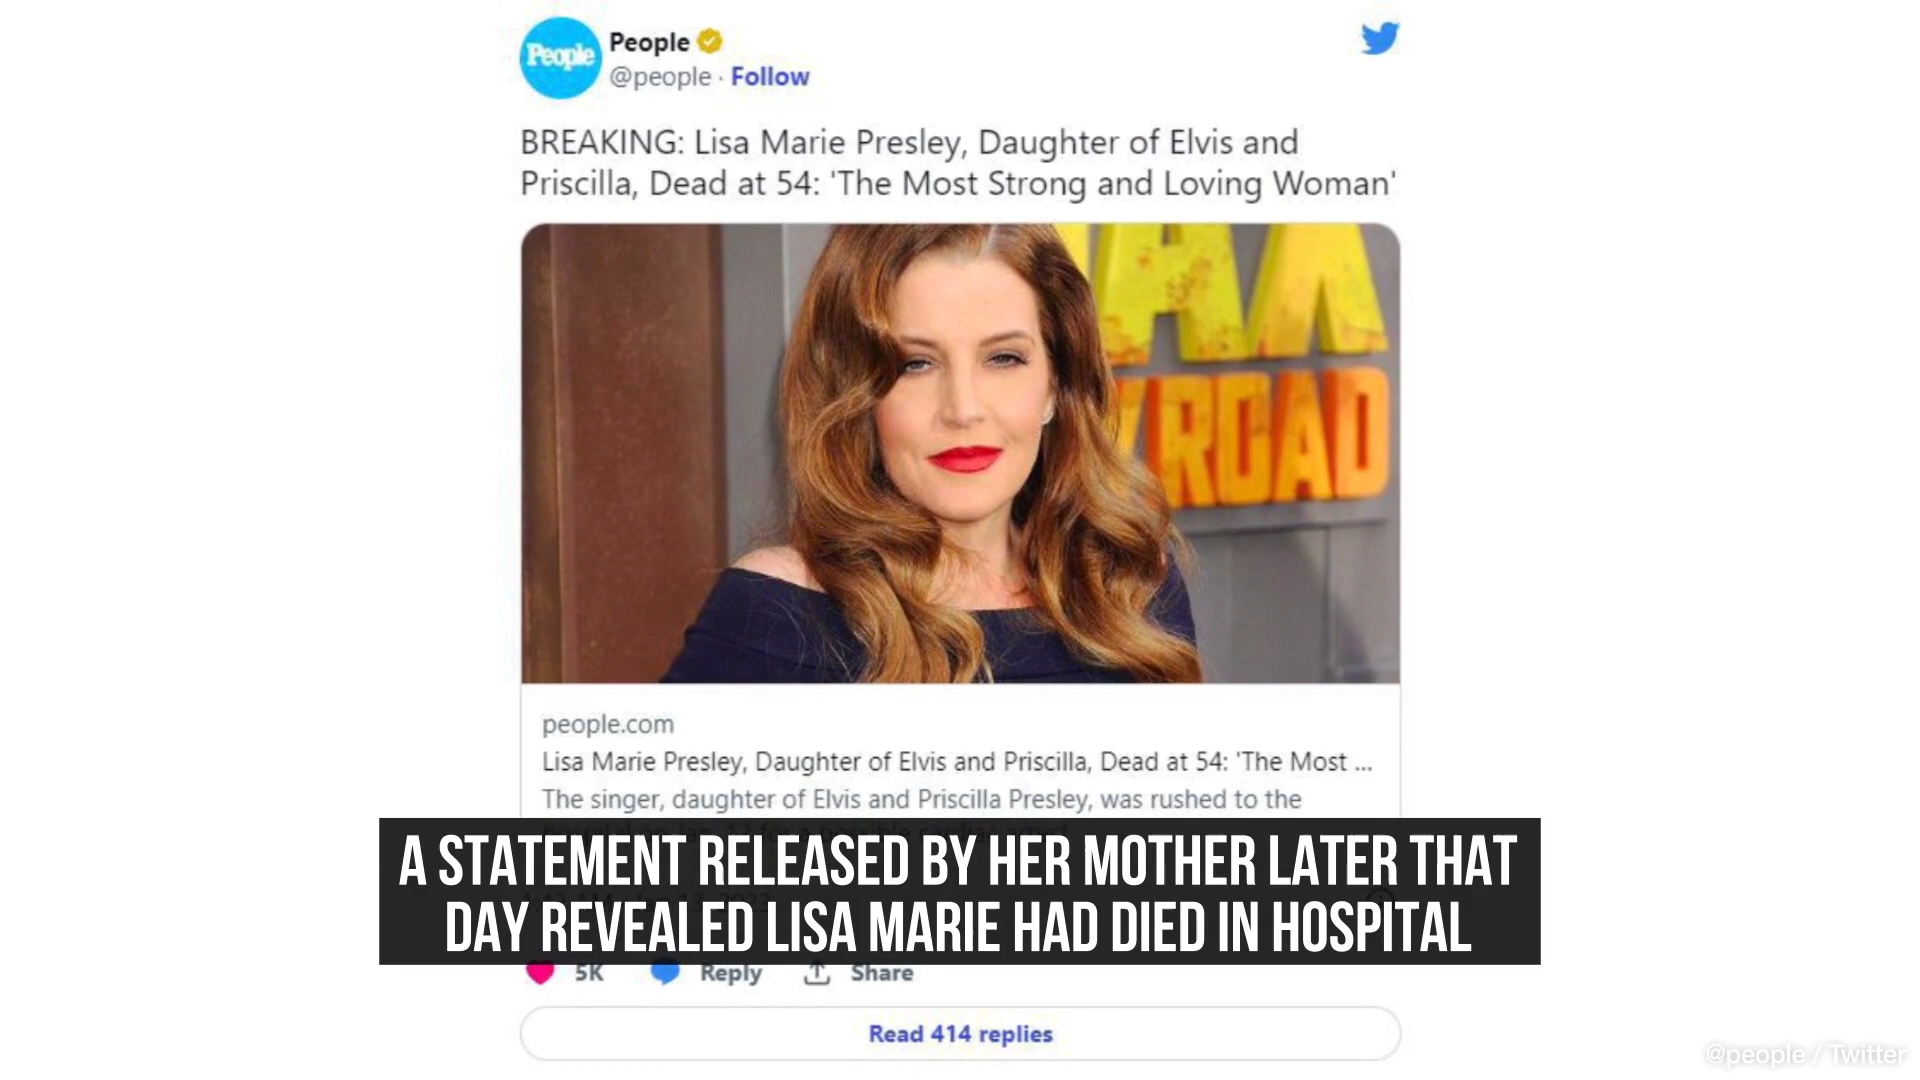 People
People
@people · Follow
BREAKING: Lisa Marie Presley, Daughter of Elvis and
Priscilla, Dead at 54: 'The Most Strong and Loving Woman'
AX
ROAD
people.com
Lisa Marie Presley, Daughter of Elvis and Priscilla, Dead at 54: 'The Most ...
The singer, daughter of Elvis and Priscilla Presley, was rushed to the
A STATEMENT RELEASED BY HER MOTHER LATER THAT
DAY REVEALED LISA MARIE HAD DIED IN HOSPITAL
5K Reply Share
Read 414 replies
@people / Twitter